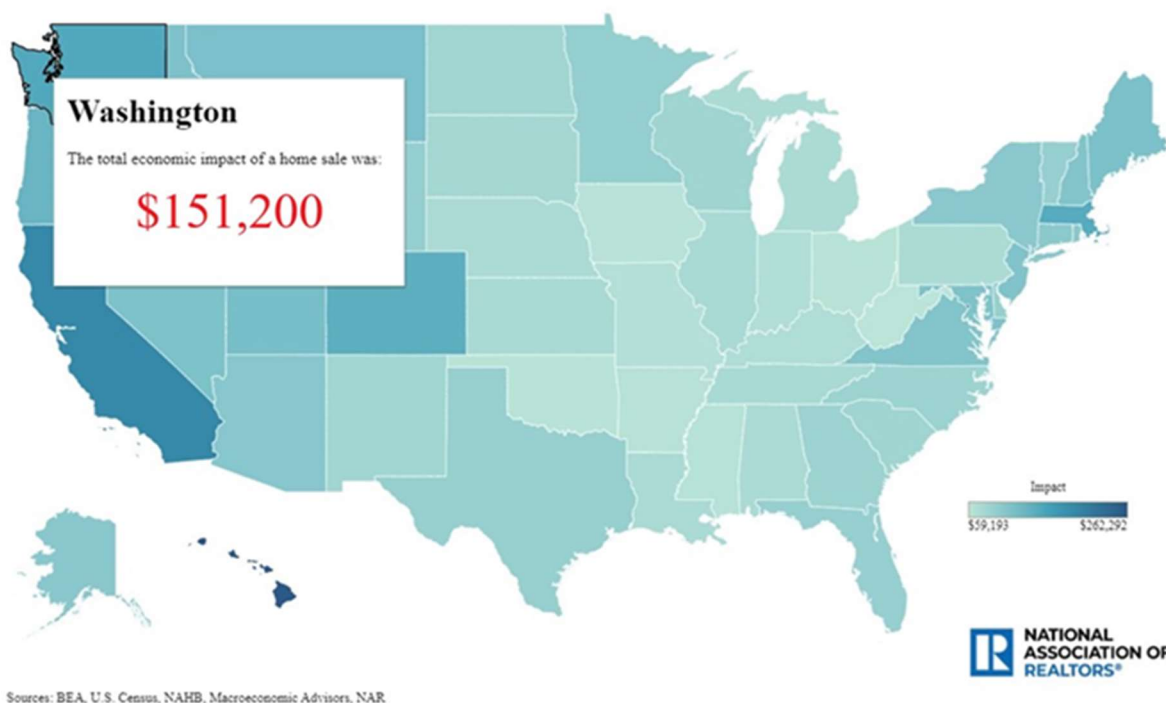 Washington
The total economic impact of a home sale was:
$151,200
Impact
$59,193 $262,292
NATIONAL
ASSOCIATION OF
REALTORS®
Sources: BEA, U.S. Census, NAHB, Macroeconomic Advisors, NAR